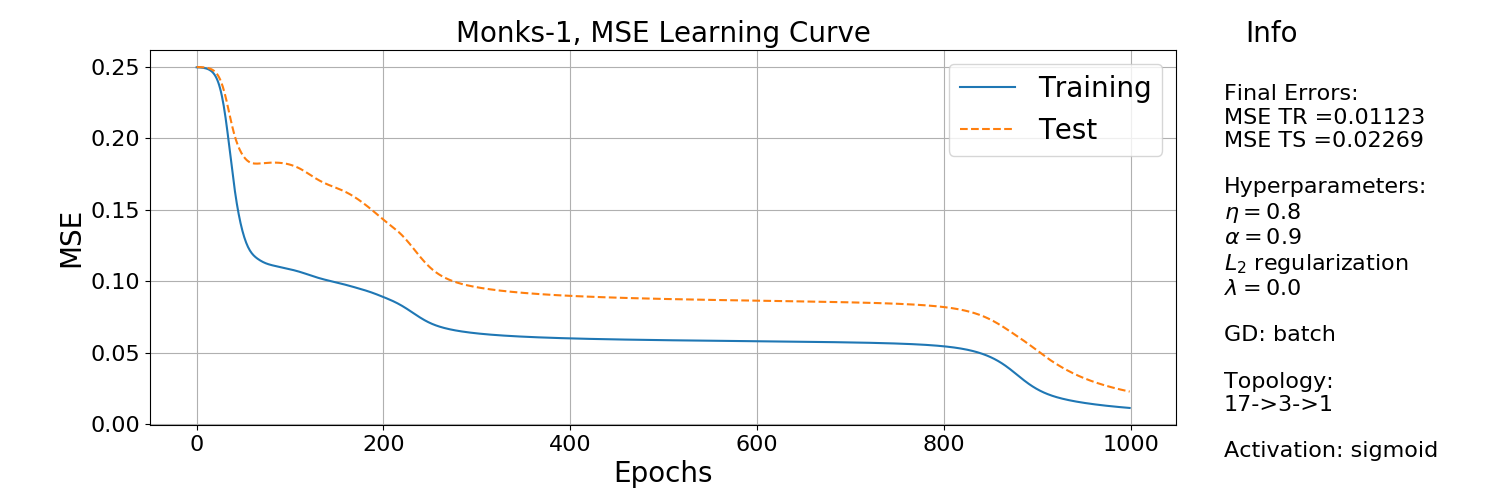 Monks-1, MSE Learning Curve
MSE
0.25
0.20
0.15
0.10
0.05
0.00
0 200 400 600 800 1000
Epochs
Training
Test
Info
Final Errors:
MSE TR =0.01123
MSE TS =0.02269
Hyperparameters:
η = 0.8
α = 0.9
L₂ regularization
λ = 0.0
GD: batch
Topology:
17->3->1
Activation: sigmoid